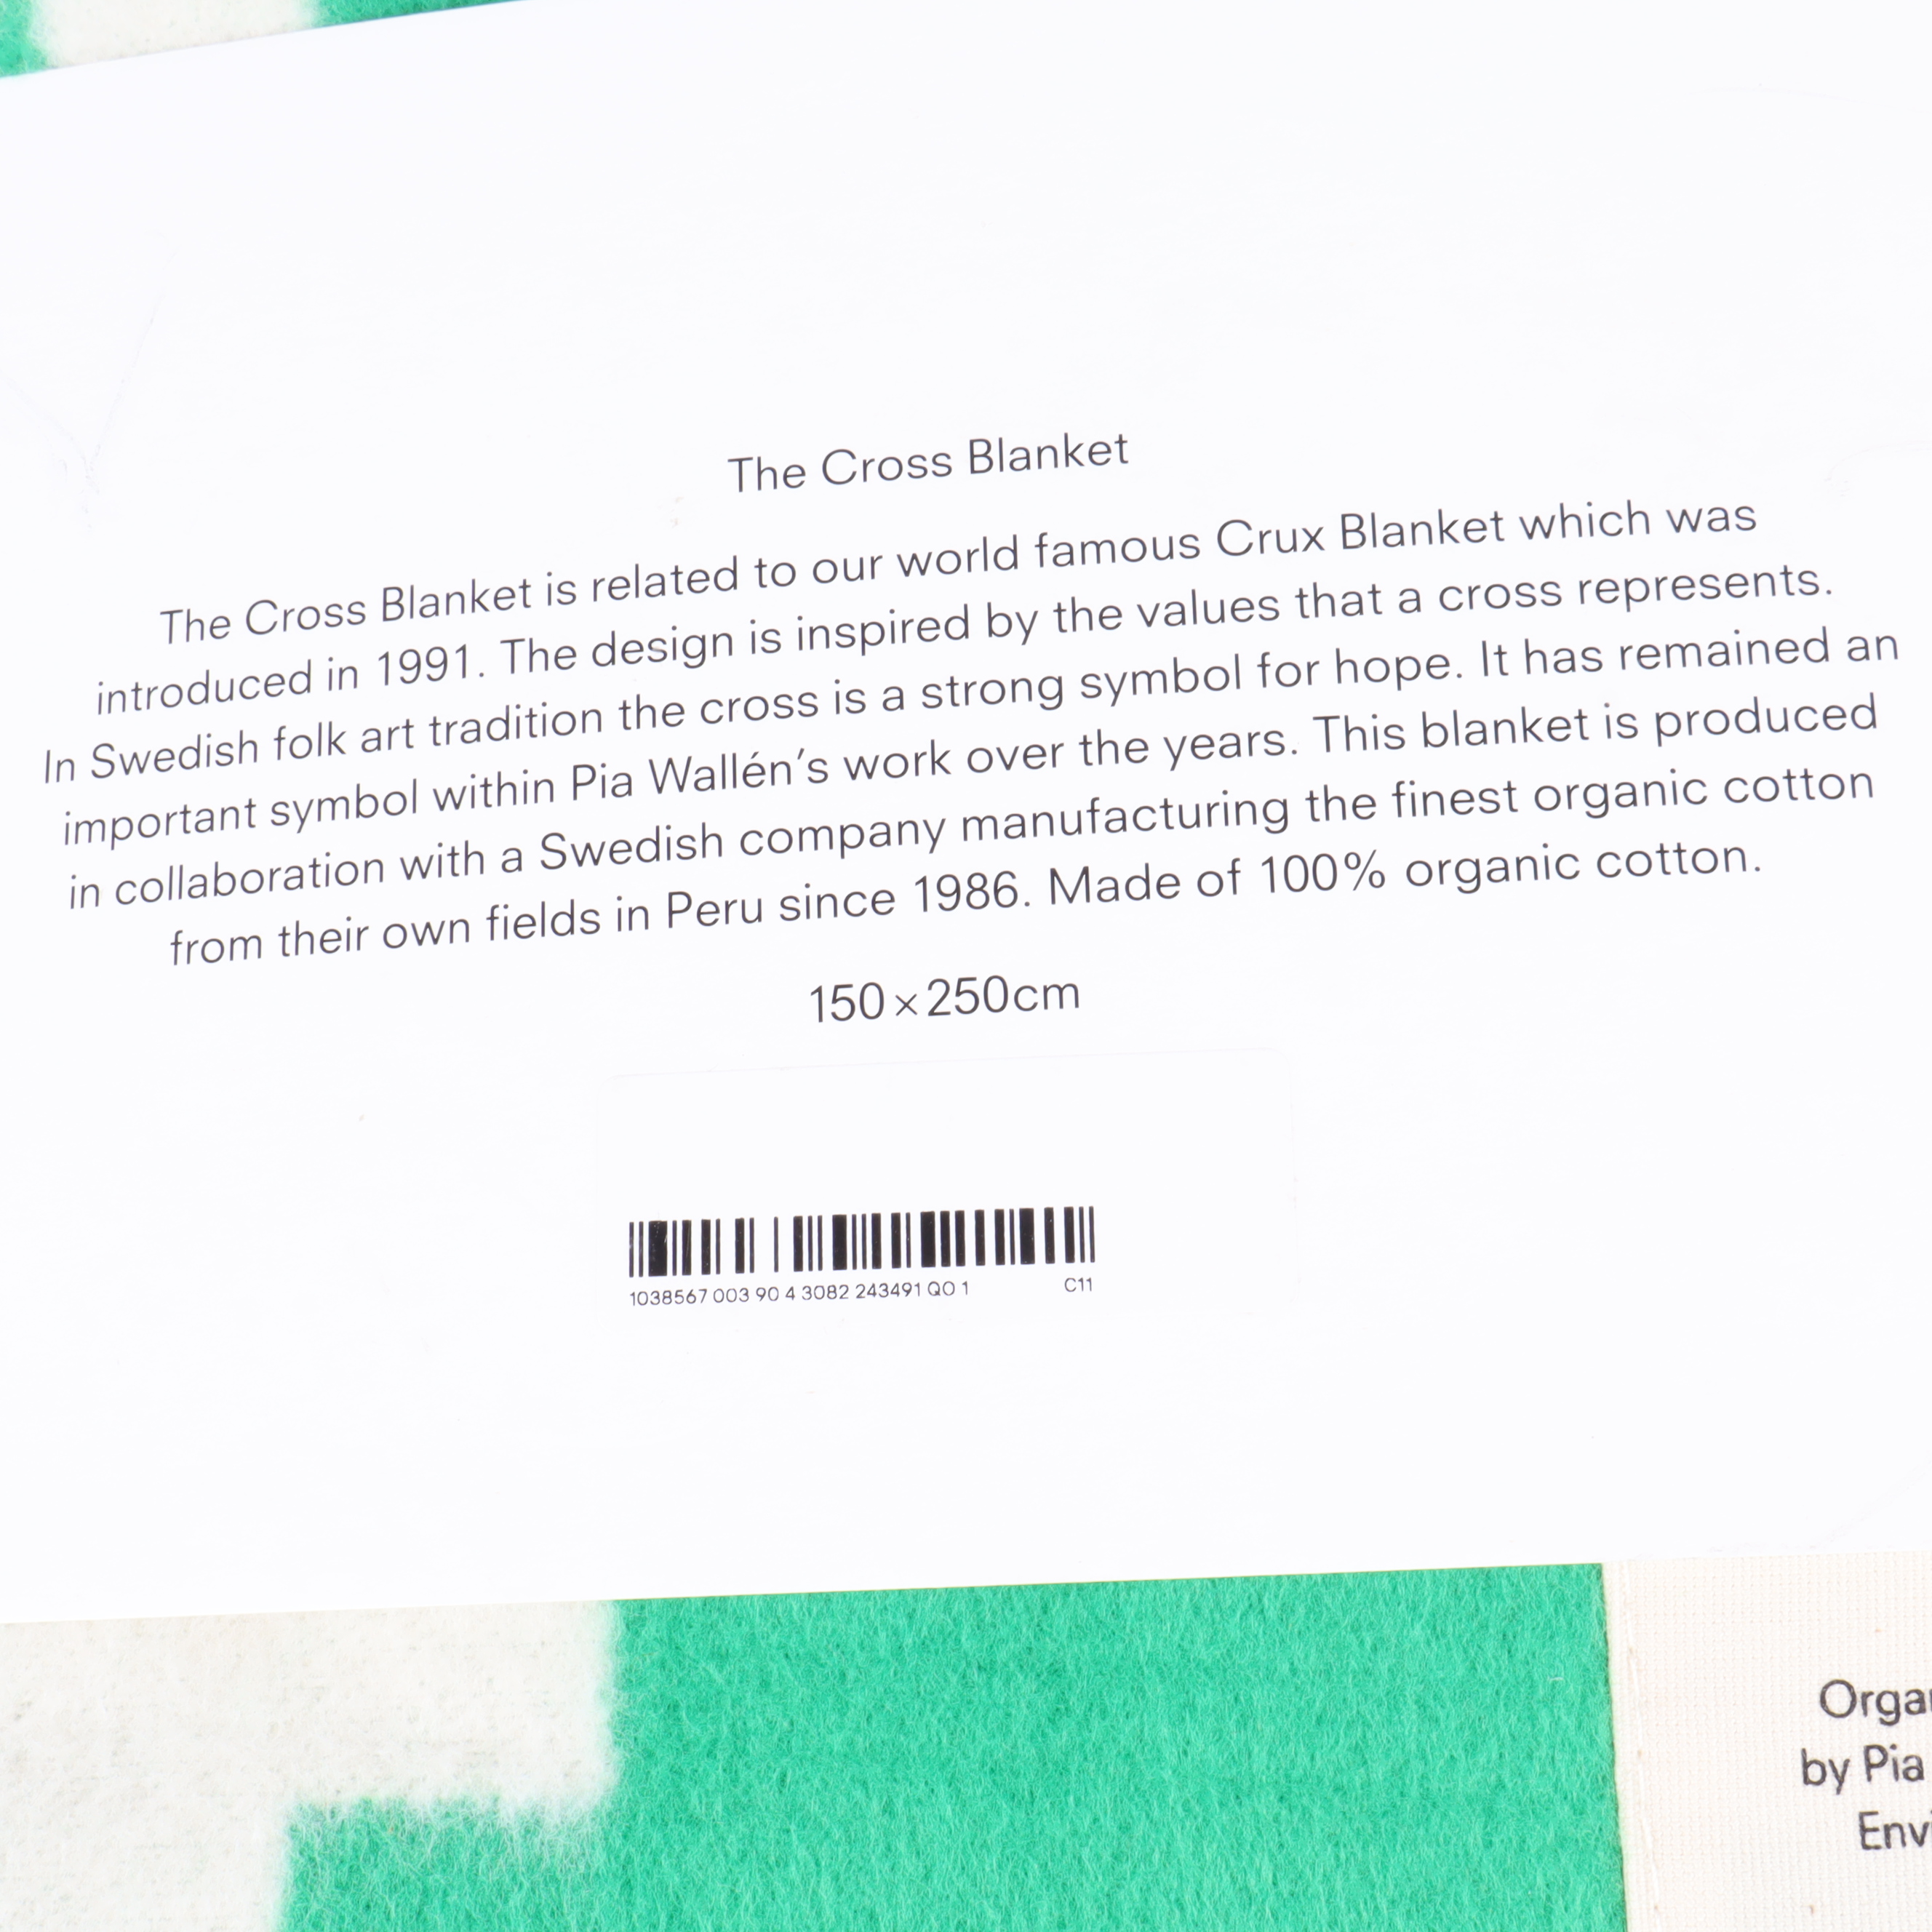 The Cross Blanket
The Cross Blanket is related to our world famous Crux Blanket which was
introduced in 1991. The design is inspired by the values that a cross represents.
In Swedish folk art tradition the cross is a strong symbol for hope. It has remained an
important symbol within Pia Wallén’s work over the years. This blanket is produced
in collaboration with a Swedish company manufacturing the finest organic cotton
from their own fields in Peru since 1986. Made of 100% organic cotton.
150×250cm
1038567 003 90 4 3082 243491 QO 1 C11
by Pia